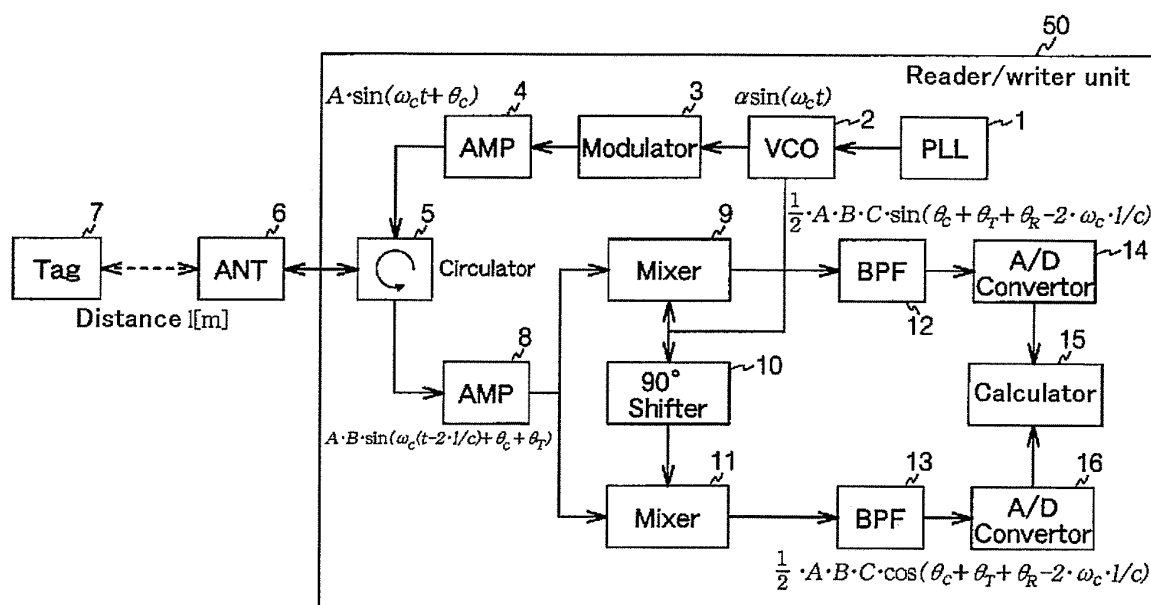 50
Reader/writer unit
A·sin(ω_c t+θ_c)
4
3
αsin(ω_c t)
2
1
AMP
Modulator
VCO
PLL
½·A·B·C·sin(θ_c+θ_T+θ_R−2·ω_c·l/c)
7
6
5
9
14
Tag
ANT
Circulator
Mixer
BPF
A/D
Convertor
Distance l[m]
12
8
10
15
AMP
90°
Shifter
Calculator
A·B·sin(ω_c(t−2·l/c)+θ_c+θ_T)
11
13
16
Mixer
BPF
A/D
Convertor
½·A·B·C·cos(θ_c+θ_T+θ_R−2·ω_c·l/c)